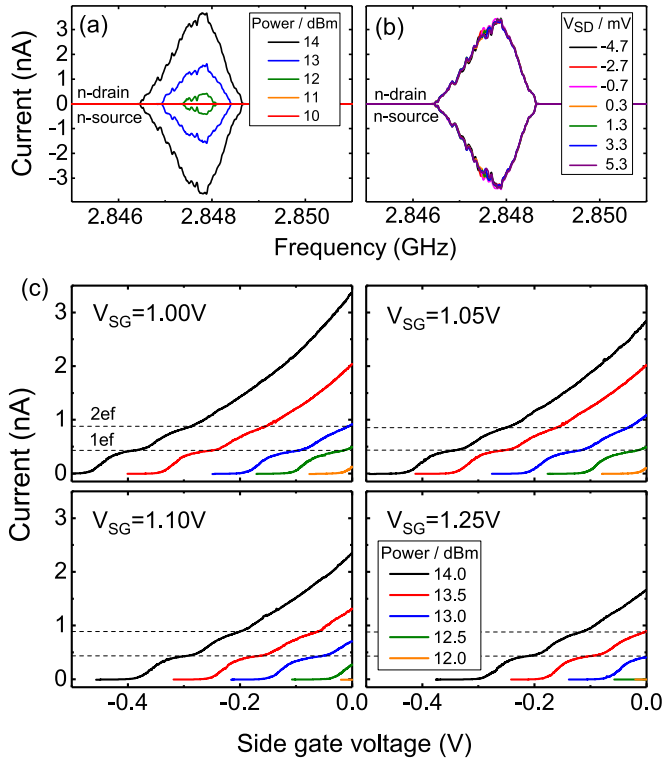 (a)
Power / dBm
14
13
12
11
10
n-drain
n-source
3
2
1
0
-1
-2
-3
Current (nA)
2.846
2.848
2.850
(b)
V_SD / mV
-4.7
-2.7
-0.7
0.3
1.3
3.3
5.3
n-drain
n-source
2.846
2.848
2.850
Frequency (GHz)
(c)
V_SG=1.00V
2ef
1ef
V_SG=1.05V
3
2
1
0
Current (nA)
V_SG=1.10V
3
2
1
0
-0.4
-0.2
0.0
V_SG=1.25V
Power / dBm
14.0
13.5
13.0
12.5
12.0
-0.4
-0.2
0.0
Side gate voltage (V)